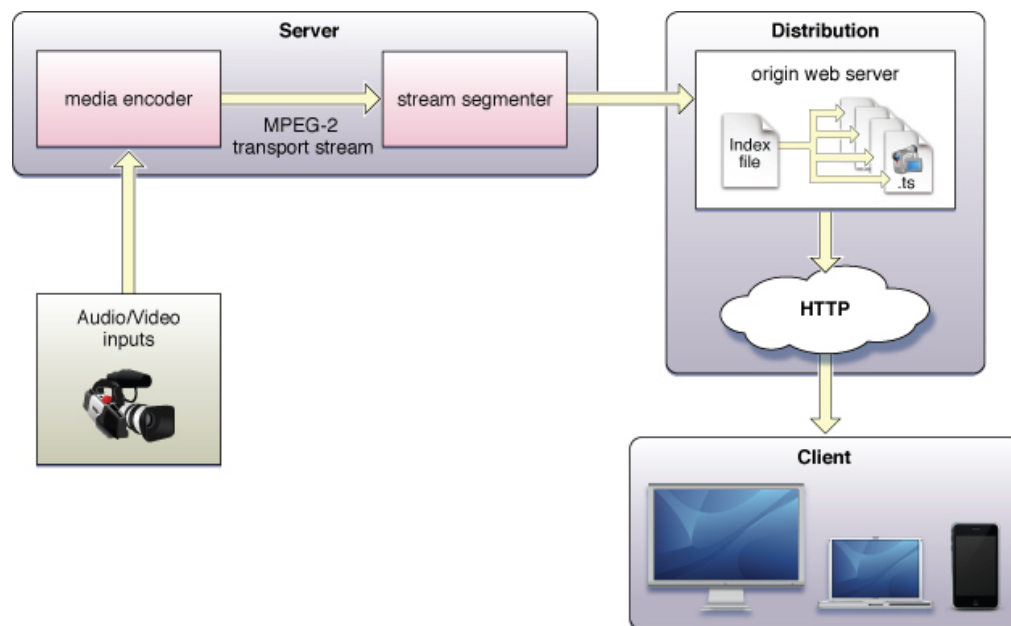 Server
media encoder
stream segmenter
MPEG-2
transport stream
Audio/Video
inputs
Distribution
origin web server
Index
file
.ts
HTTP
Client